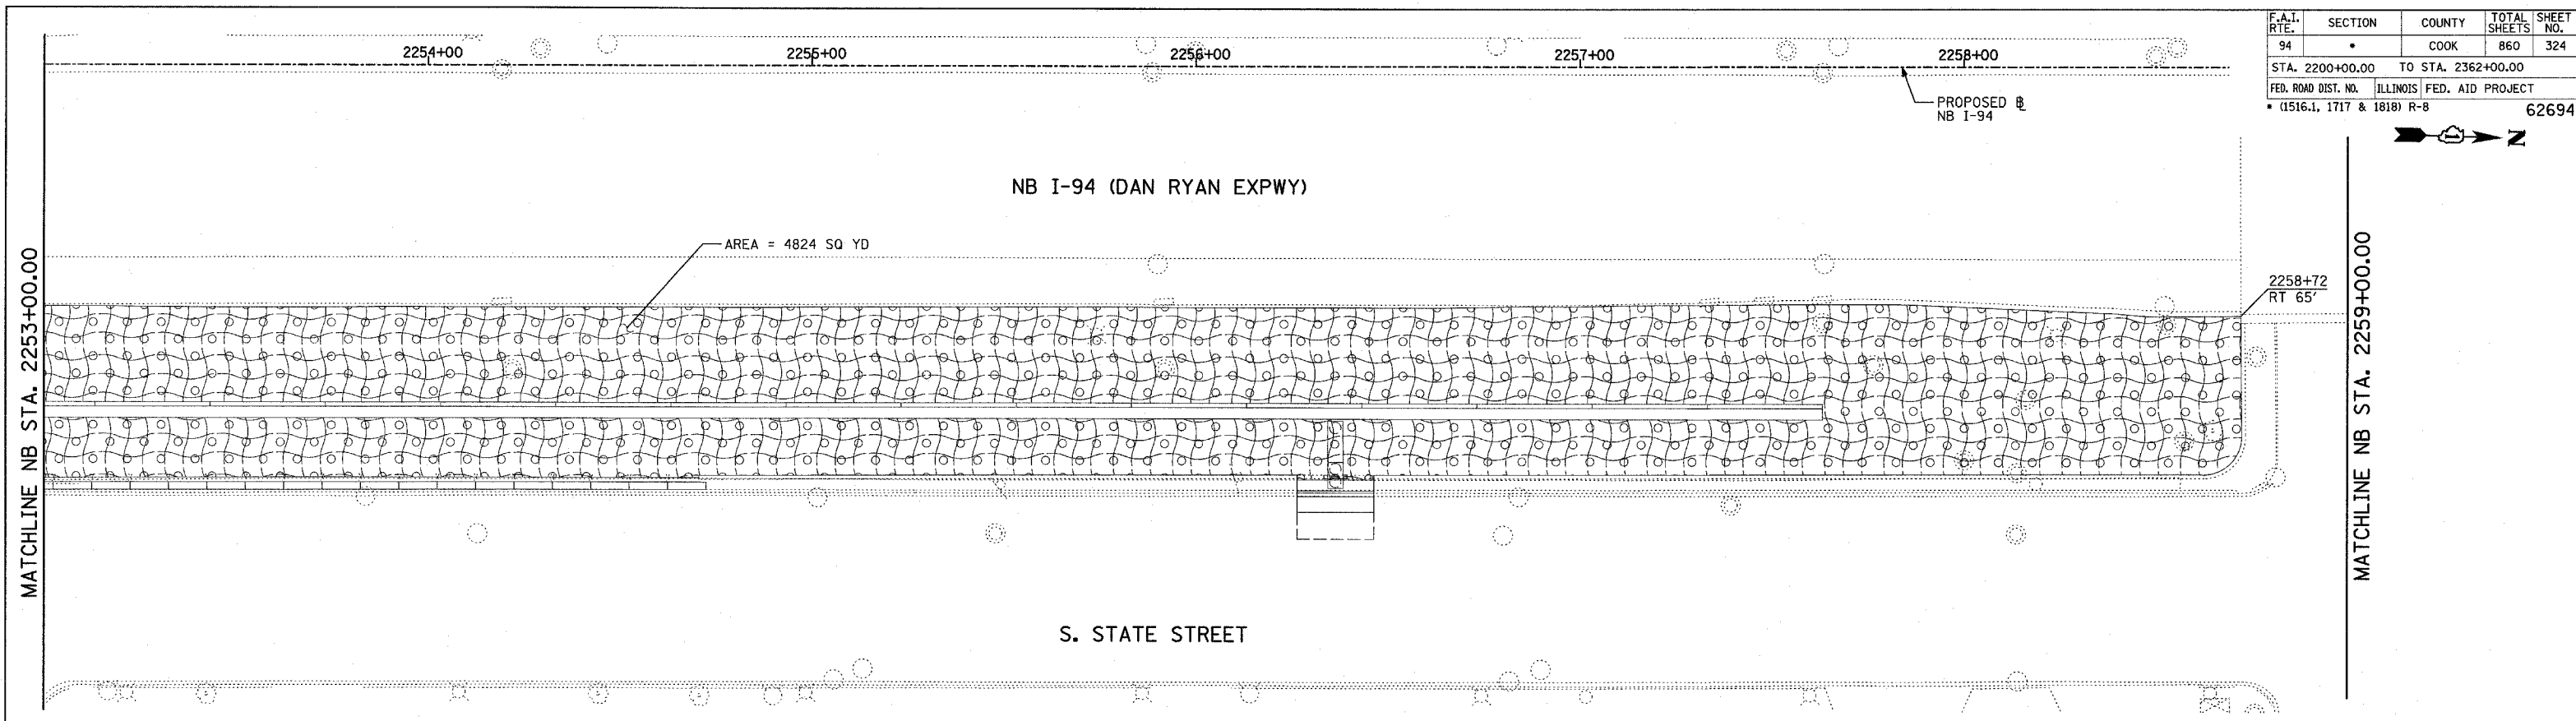 F.A.I. RTE. SECTION COUNTY TOTAL SHEETS SHEET NO.
94 * COOK 860 324
STA. 2200+00.00 TO STA. 2362+00.00
FED. ROAD DIST. NO. ILLINOIS FED. AID PROJECT
* (1516.1, 1717 & 1818) R-8
62694
N
2254+00 2255+00 2256+00 2257+00 2258+00
PROPOSED ⅊
NB I-94
NB I-94 (DAN RYAN EXPWY)
AREA = 4824 SQ YD
2258+72
RT 65'
MATCHLINE NB STA. 2253+00.00
MATCHLINE NB STA. 2259+00.00
S. STATE STREET